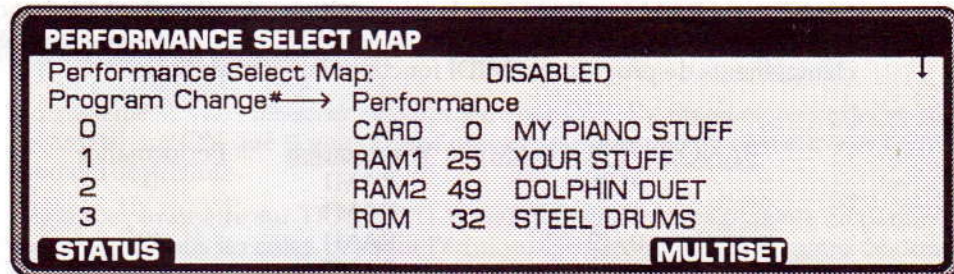 PERFORMANCE SELECT MAP
Performance Select Map: DISABLED ↓
Program Change#⟶ Performance
0 CARD 0 MY PIANO STUFF
1 RAM1 25 YOUR STUFF
2 RAM2 49 DOLPHIN DUET
3 ROM 32 STEEL DRUMS
STATUS MULTISET